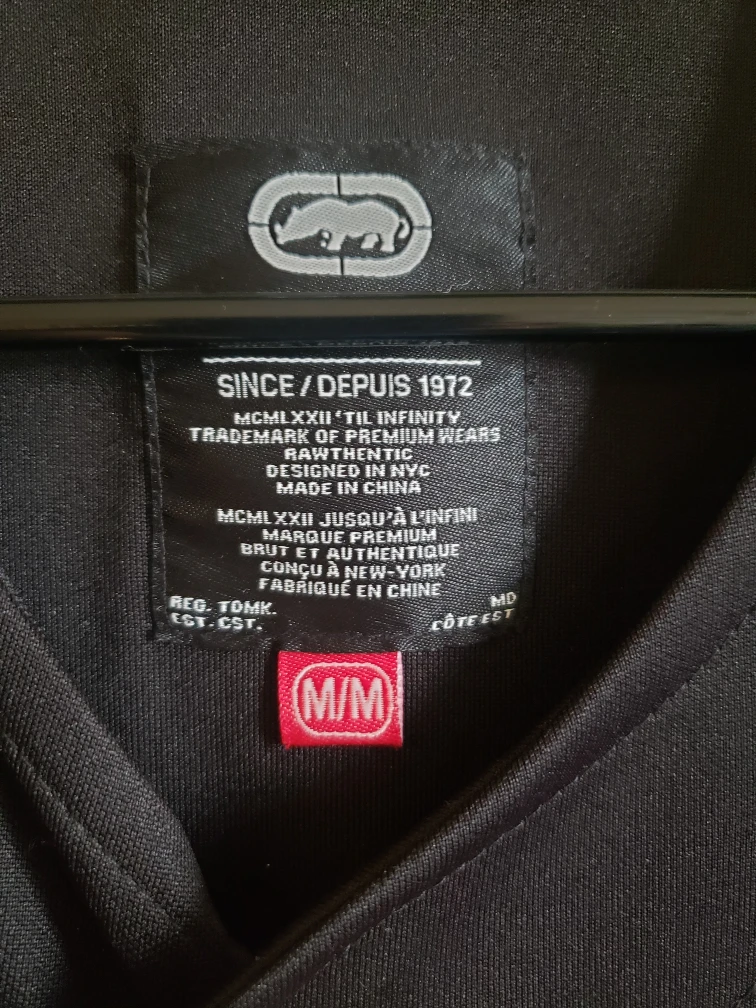 SINCE / DEPUIS 1972
MCMLXXII 'TIL INFINITY
TRADEMARK OF PREMIUM WEARS
RAWTHENTIC
DESIGNED IN NYC
MADE IN CHINA
MCMLXXII JUSQU'À L'INFINI
MARQUE PREMIUM
BRUT ET AUTHENTIQUE
CONÇU À NEW-YORK
FABRIQUÉ EN CHINE
REG. TDMK. MD
EST. CST. CÔTE EST
M/M